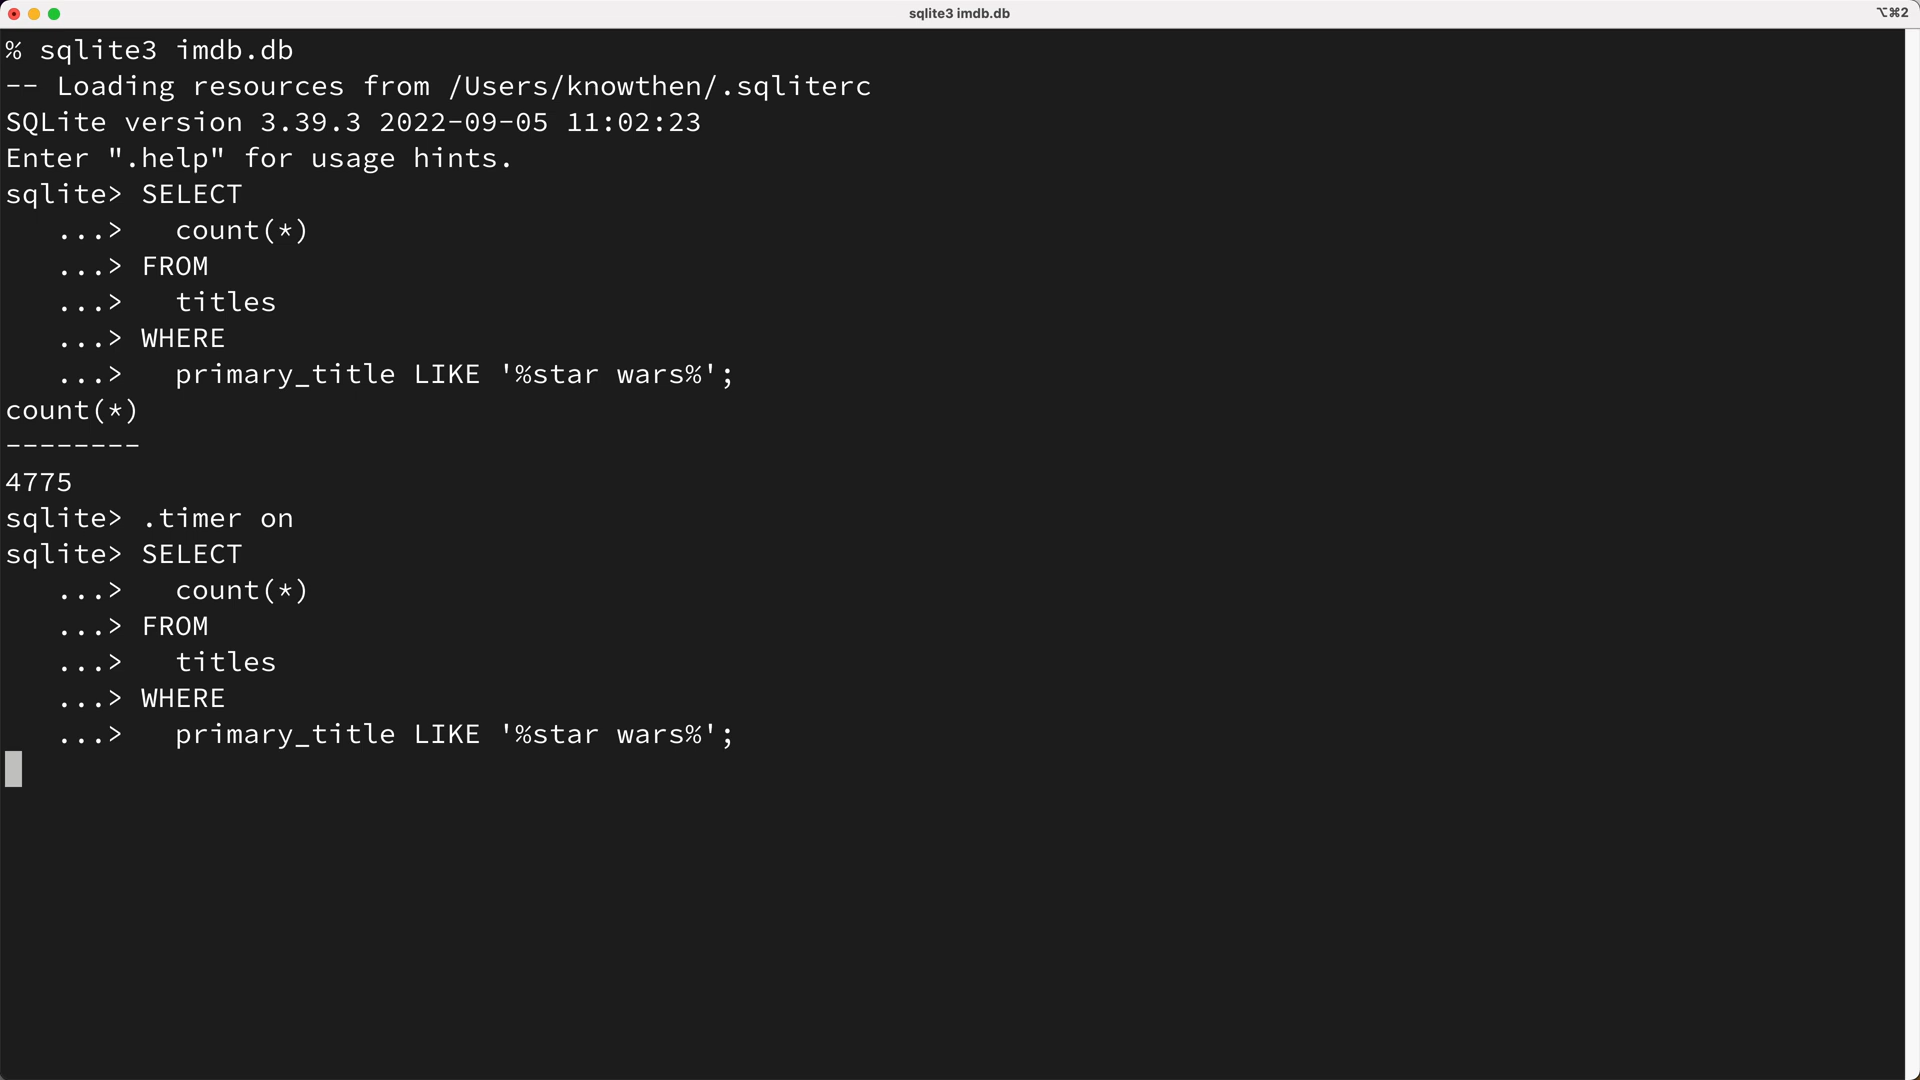 sqlite3 imdb.db
⌥⌘2
% sqlite3 imdb.db
-- Loading resources from /Users/knowthen/.sqliterc
SQLite version 3.39.3 2022-09-05 11:02:23
Enter ".help" for usage hints.
sqlite> SELECT
   ...>   count(*)
   ...> FROM
   ...>   titles
   ...> WHERE
   ...>   primary_title LIKE '%star wars%';
count(*)
--------
4775
sqlite> .timer on
sqlite> SELECT
   ...>   count(*)
   ...> FROM
   ...>   titles
   ...> WHERE
   ...>   primary_title LIKE '%star wars%';